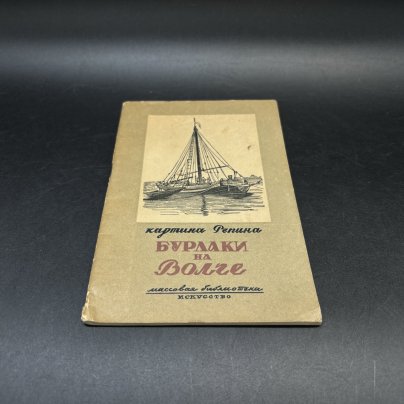 картина Репина
БУРЛАКИ
НА
Волге
массовая библиотека
ИСКУССТВО